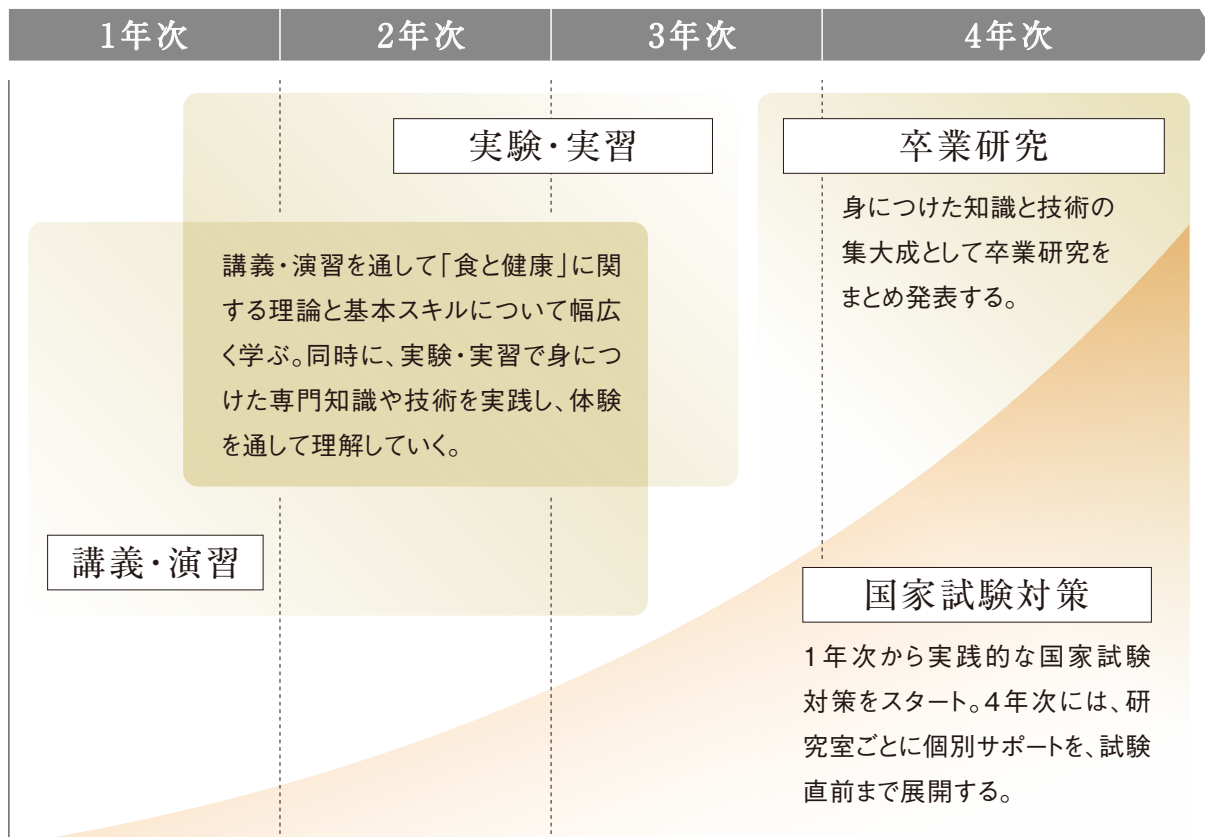 1年次
2年次
3年次
4年次
実験・実習
講義・演習を通して「食と健康」に関
する理論と基本スキルについて幅広
く学ぶ。同時に、実験・実習で身につ
けた専門知識や技術を実践し、体験
を通して理解していく。
講義・演習
卒業研究
身につけた知識と技術の
集大成として卒業研究を
まとめ発表する。
国家試験対策
1年次から実践的な国家試験
対策をスタート。4年次には、研
究室ごとに個別サポートを、試験
直前まで展開する。